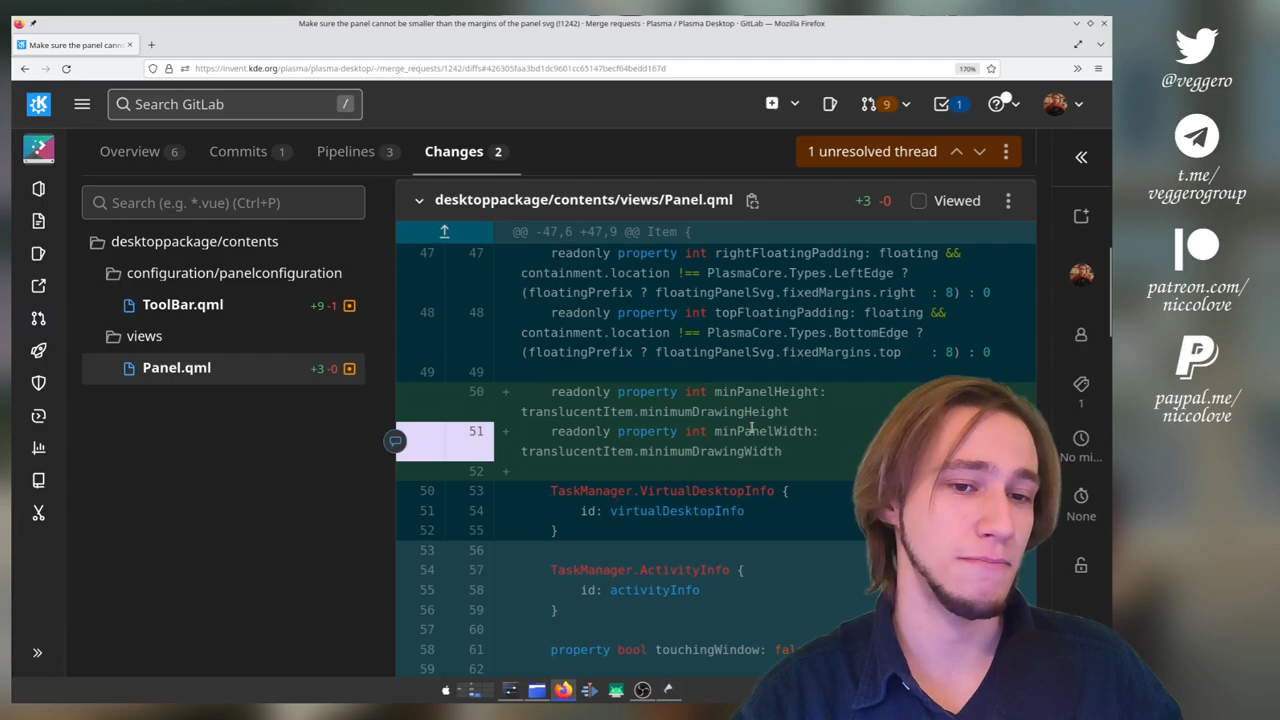 Make sure the panel cannot be smaller than the margins of the panel svg (!1242) · Merge requests · Plasma / Plasma Desktop · GitLab — Mozilla Firefox
Make sure the panel canno
https://invent.kde.org/plasma/plasma-desktop/-/merge_requests/1242/diffs#426305faa3bd1dc9601cc65147becf64bedd167d
170%
Search GitLab
/
9
1
Overview 6
Commits 1
Pipelines 3
Changes 2
1 unresolved thread
Search (e.g. *.vue) (Ctrl+P)
desktoppackage/contents
configuration/panelconfiguration
ToolBar.qml
+9 -1
views
Panel.qml
+3 -0
desktoppackage/contents/views/Panel.qml
+3 -0
Viewed
@@ -47,6 +47,9 @@ Item {
47 47 readonly property int rightFloatingPadding: floating &&
containment.location !== PlasmaCore.Types.LeftEdge ?
(floatingPrefix ? floatingPanelSvg.fixedMargins.right : 8) : 0
48 48 readonly property int topFloatingPadding: floating &&
containment.location !== PlasmaCore.Types.BottomEdge ?
(floatingPrefix ? floatingPanelSvg.fixedMargins.top : 8) : 0
49 49
50 + readonly property int minPanelHeight:
translucentItem.minimumDrawingHeight
51 + readonly property int minPanelWidth:
translucentItem.minimumDrawingWidth
52 +
50 53 TaskManager.VirtualDesktopInfo {
51 54 id: virtualDesktopInfo
52 55 }
53 56
54 57 TaskManager.ActivityInfo {
55 58 id: activityInfo
56 59 }
57 60
58 61 property bool touchingWindow:
59 62
1
No mi...
None
@veggero
t.me/
veggerogroup
patreon.com/
niccolove
paypal.me/
niccolove